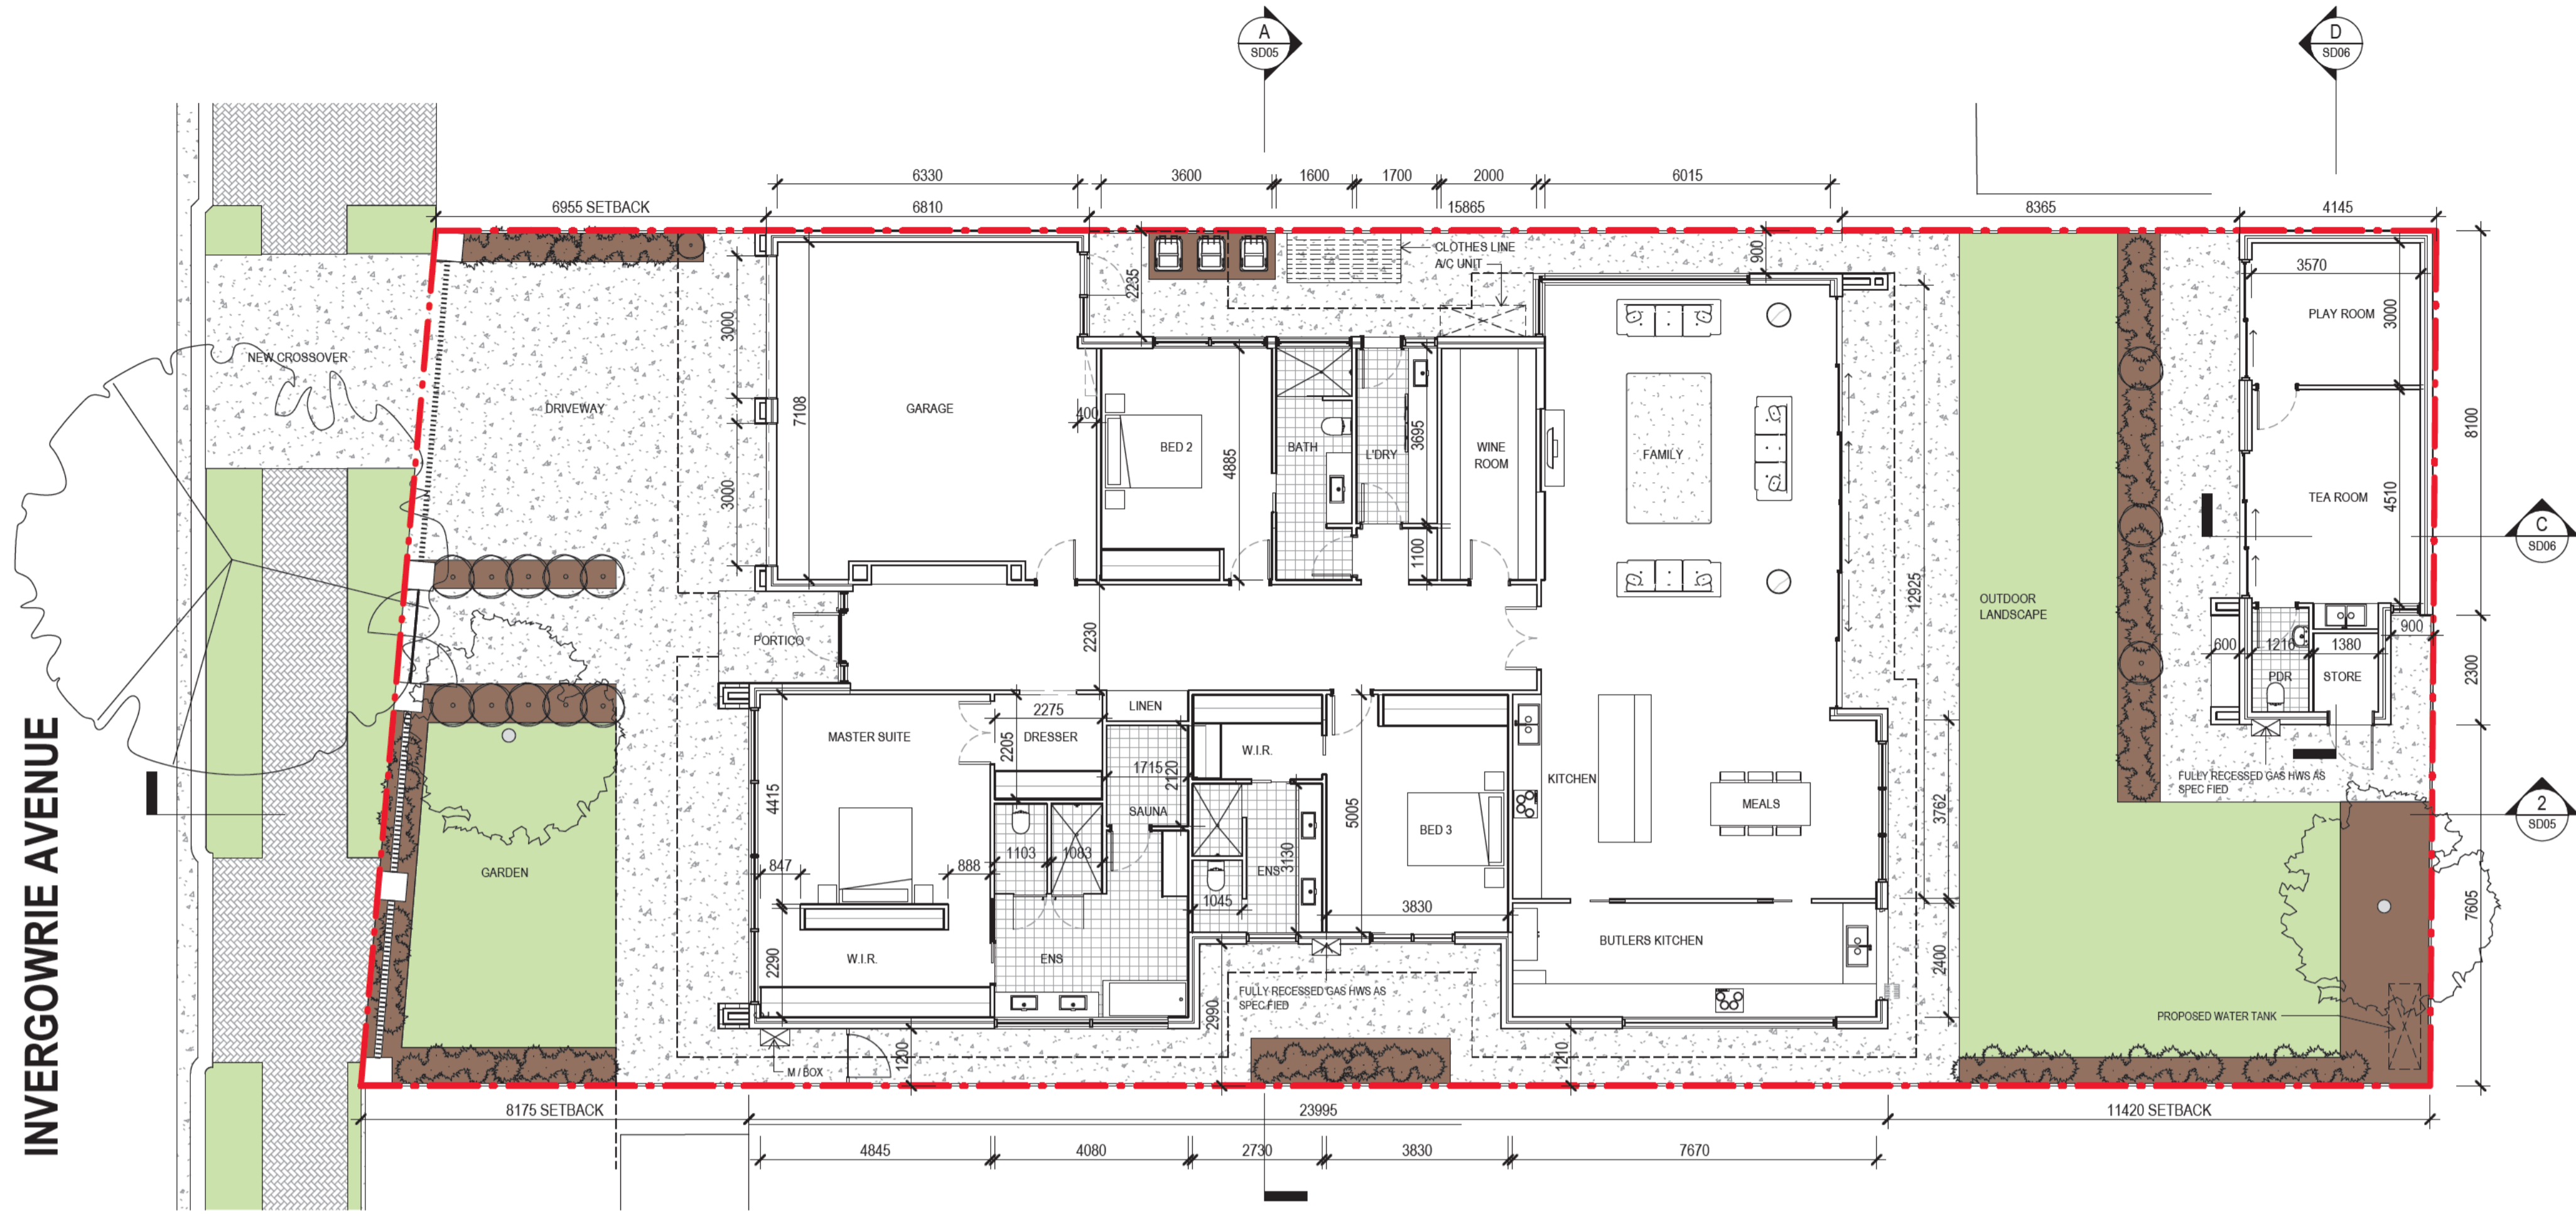 A
SD05
D
SD06
6330
3600
1600
1700
2000
6015
6955 SETBACK
6810
15865
8365
4145
CLOTHES LINE
A/C UNIT
900
2235
3570
PLAY ROOM
3000
3000
NEW CROSSOVER
DRIVEWAY
GARAGE
7108
400
BED 2
4885
BATH
L'DRY
3695
WINE
ROOM
FAMILY
8100
3000
TEA ROOM
4510
C
SD06
1100
12925
OUTDOOR
LANDSCAPE
PORTICO
2230
900
600
1210
1380
PDR
STORE
2300
LINEN
2275
MASTER SUITE
2205
DRESSER
W.I.R.
1715
2120
KITCHEN
FULLY RECESSED GAS HWS AS
SPEC FIED
4415
SAUNA
5005
MEALS
3762
2
SD05
BED 3
INVERGOWRIE AVENUE
GARDEN
847
888
1103
1083
ENS
3130
1045
3830
7605
BUTLERS KITCHEN
2290
W.I.R.
ENS
2400
FULLY RECESSED GAS HWS AS
SPEC FIED
2990
PROPOSED WATER TANK
1200
1210
M / BOX
8175 SETBACK
23995
11420 SETBACK
4845
4080
2730
3830
7670